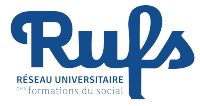 Rufs
RÉSEAU UNIVERSITAIRE
des formations du social